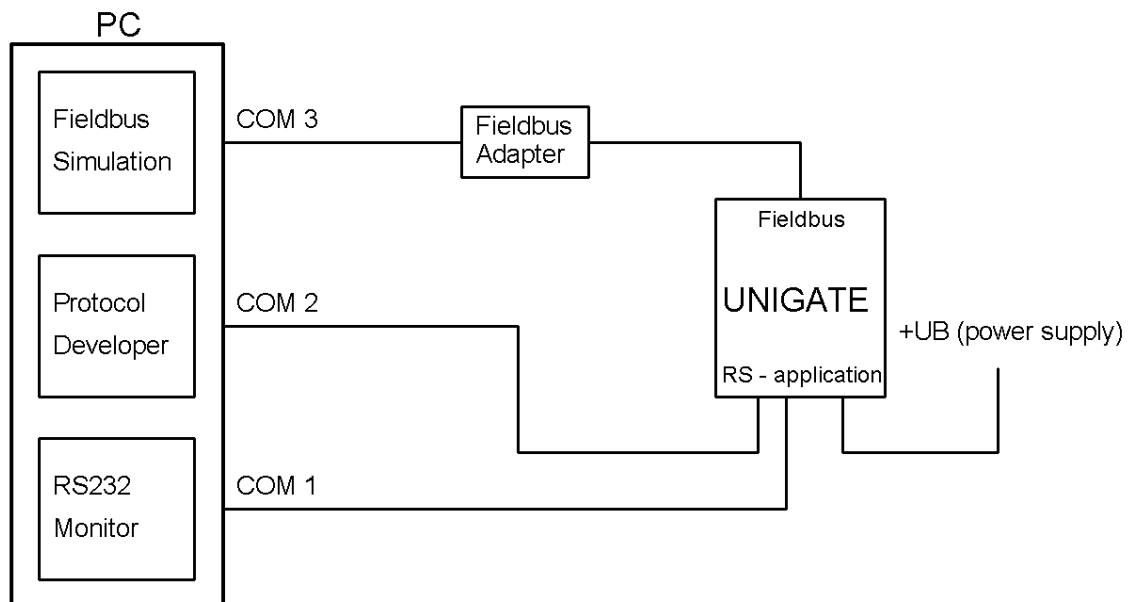 PC
Fieldbus
Simulation
COM 3
Fieldbus
Adapter
Fieldbus
UNIGATE
RS - application
+UB (power supply)
Protocol
Developer
COM 2
RS232
Monitor
COM 1